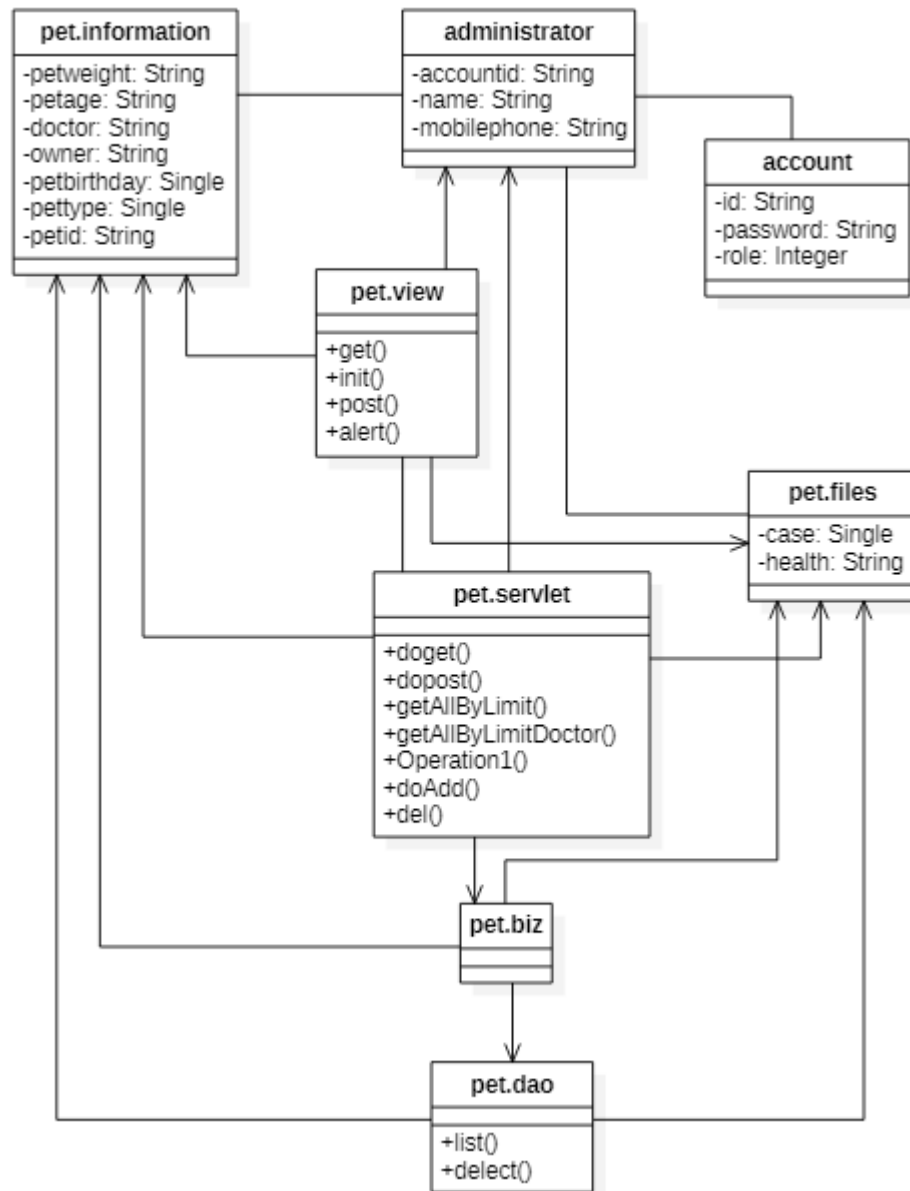 pet.information
-petweight: String
-petage: String
-doctor: String
-owner: String
-petbirthday: Single
-pettype: Single
-petid: String
administrator
-accountid: String
-name: String
-mobilephone: String
account
-id: String
-password: String
-role: Integer
pet.view
+get()
+init()
+post()
+alert()
pet.files
-case: Single
-health: String
pet.servlet
+doget()
+dopost()
+getAllByLimit()
+getAllByLimitDoctor()
+Operation1()
+doAdd()
+del()
pet.biz
pet.dao
+list()
+delect()